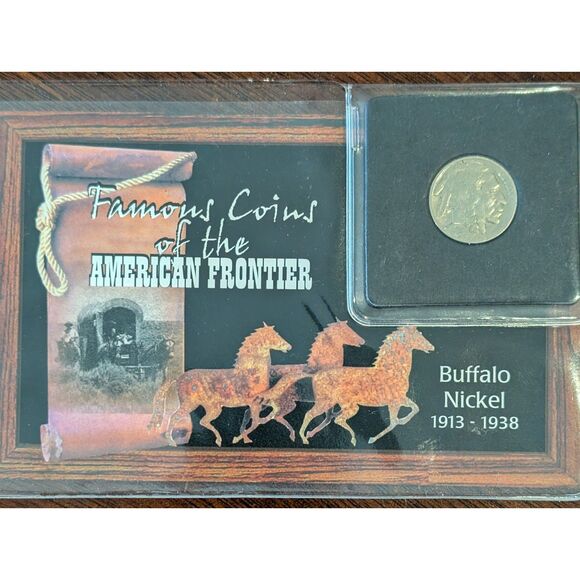 Famous Coins
of the
AMERICAN FRONTIER
Buffalo
Nickel
1913 - 1938